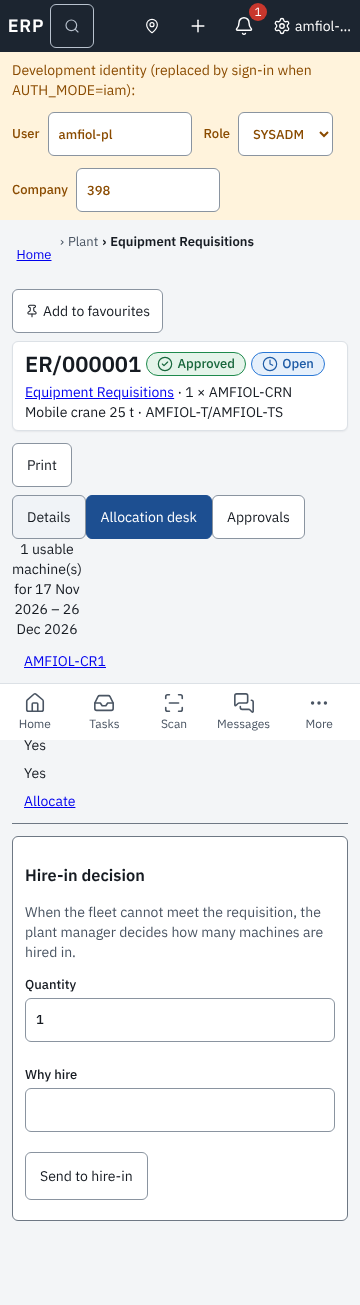 ERP
1
amfiol-...
Development identity (replaced by sign-in when
AUTH_MODE=iam):
User
amfiol-pl
Role
SYSADM
Company
398
Home › Plant › Equipment Requisitions
Add to favourites
ER/000001 Approved Open
Equipment Requisitions · 1 × AMFIOL-CRN
Mobile crane 25 t · AMFIOL-T/AMFIOL-TS
Print
Details
Allocation desk
Approvals
1 usable
machine(s)
for 17 Nov
2026 – 26
Dec 2026
AMFIOL-CR1
Home
Tasks
Scan
Messages
More
Yes
Yes
Allocate
Hire-in decision
When the fleet cannot meet the requisition, the
plant manager decides how many machines are
hired in.
Quantity
1
Why hire
Send to hire-in